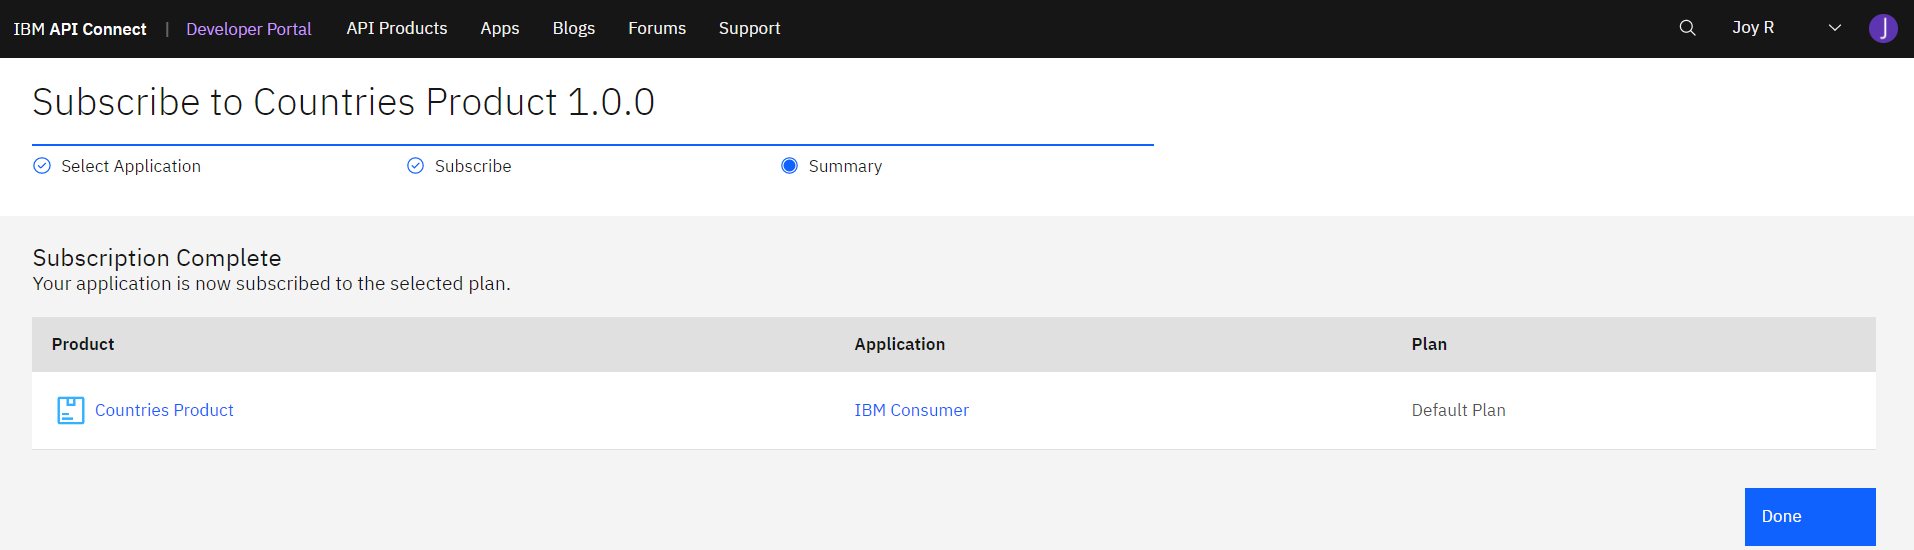 IBM API Connect | Developer Portal API Products Apps Blogs Forums Support Joy R J
Subscribe to Countries Product 1.0.0
Select Application Subscribe Summary
Subscription Complete
Your application is now subscribed to the selected plan.
Product Application Plan
Countries Product IBM Consumer Default Plan
Done